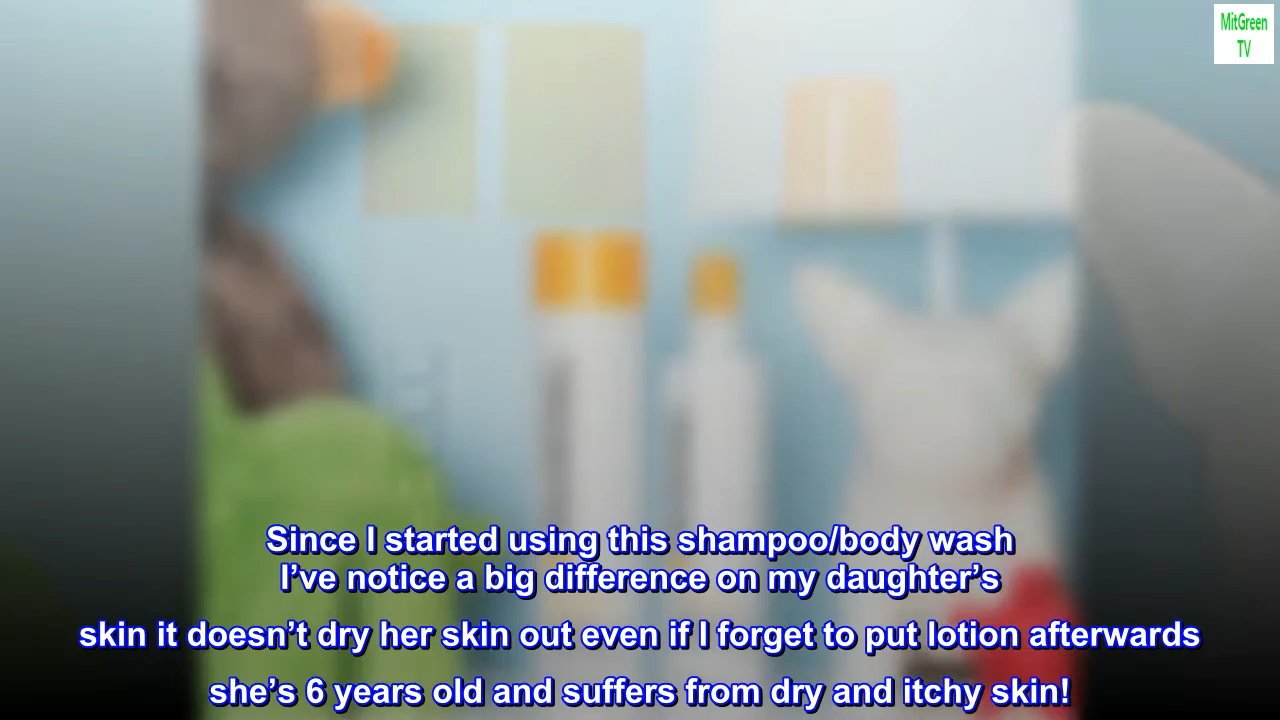 MitGreen
TV
Since I started using this shampoo/body wash
I’ve notice a big difference on my daughter’s
skin it doesn’t dry her skin out even if I forget to put lotion afterwards
she’s 6 years old and suffers from dry and itchy skin!